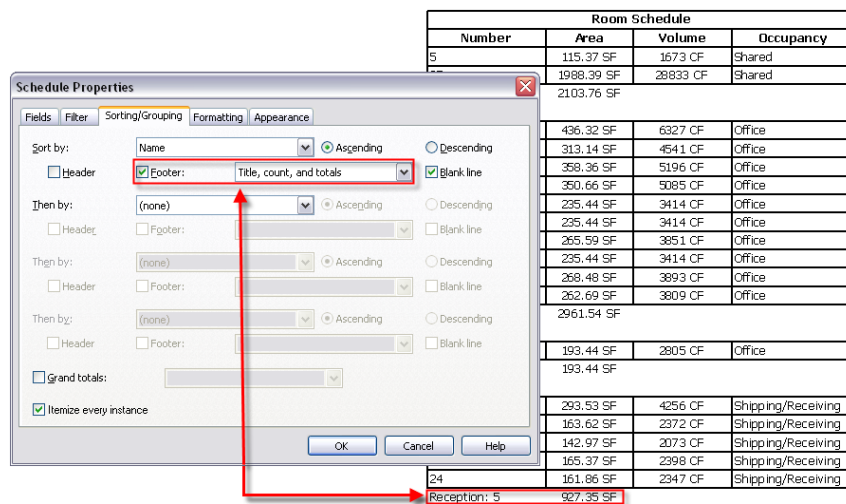 Room Schedule
Number Area Volume Occupancy
5 115.37 SF 1673 CF Shared
1988.39 SF 28833 CF Shared
2103.76 SF
436.32 SF 6327 CF Office
313.14 SF 4541 CF Office
358.36 SF 5196 CF Office
350.66 SF 5085 CF Office
235.44 SF 3414 CF Office
235.44 SF 3414 CF Office
265.59 SF 3851 CF Office
235.44 SF 3414 CF Office
268.48 SF 3893 CF Office
262.69 SF 3809 CF Office
2961.54 SF
193.44 SF 2805 CF Office
193.44 SF
293.53 SF 4256 CF Shipping/Receiving
163.62 SF 2372 CF Shipping/Receiving
142.97 SF 2073 CF Shipping/Receiving
165.37 SF 2398 CF Shipping/Receiving
24 161.86 SF 2347 CF Shipping/Receiving
Reception: 5 927.35 SF
Schedule Properties
Fields Filter Sorting/Grouping Formatting Appearance
Sort by: Name Ascending Descending
Header Footer: Title, count, and totals Blank line
Then by: (none) Ascending Descending
Header Footer: Blank line
Then by: (none) Ascending Descending
Header Footer: Blank line
Then by: (none) Ascending Descending
Header Footer: Blank line
Grand totals:
Itemize every instance
OK Cancel Help